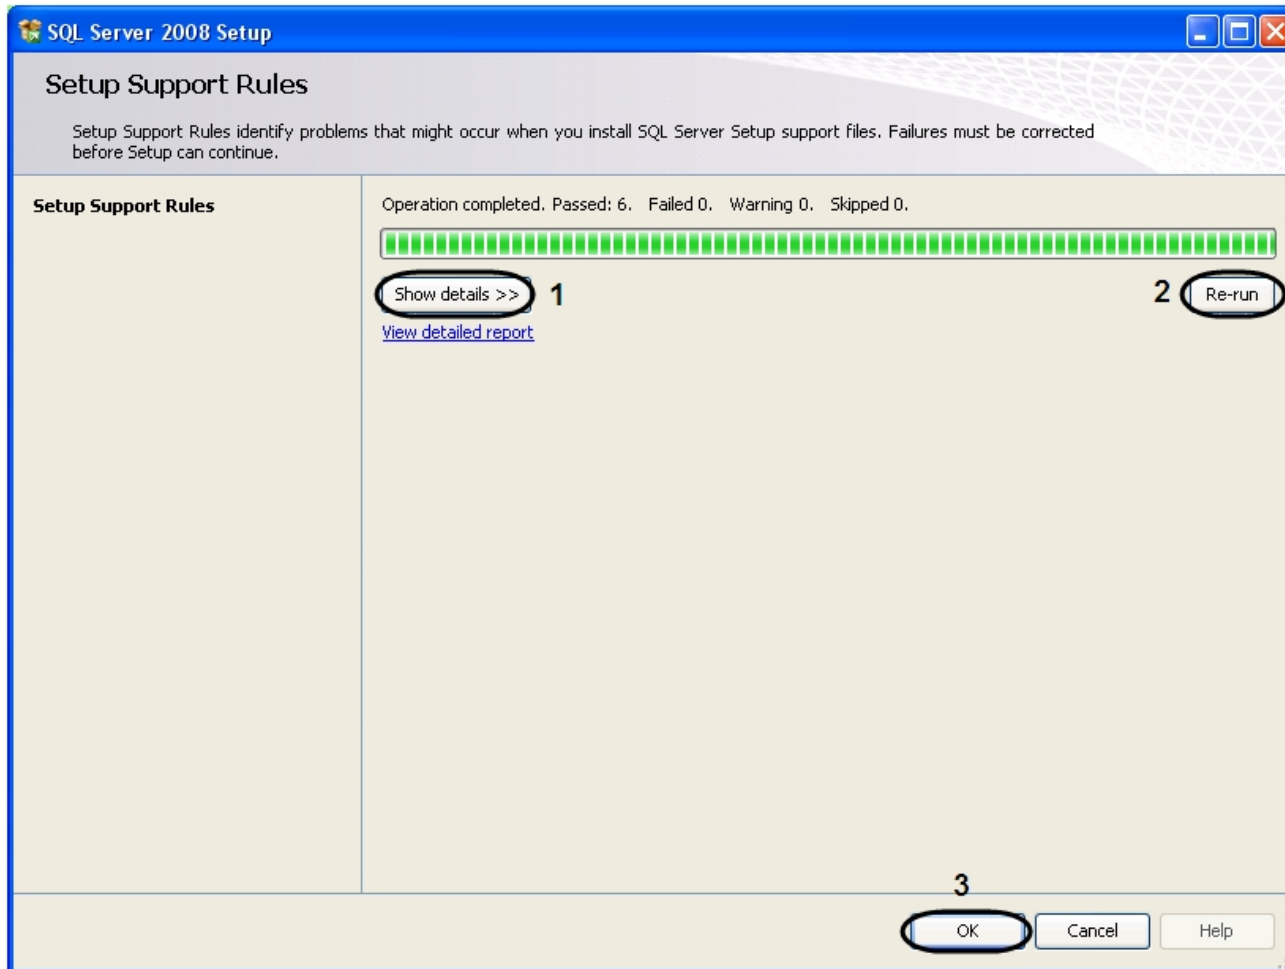 SQL Server 2008 Setup
Setup Support Rules
Setup Support Rules identify problems that might occur when you install SQL Server Setup support files. Failures must be corrected
before Setup can continue.
Setup Support Rules
Operation completed. Passed: 6.   Failed 0.   Warning 0.   Skipped 0.
Show details >> 1
2 Re-run
View detailed report
3
OK
Cancel
Help